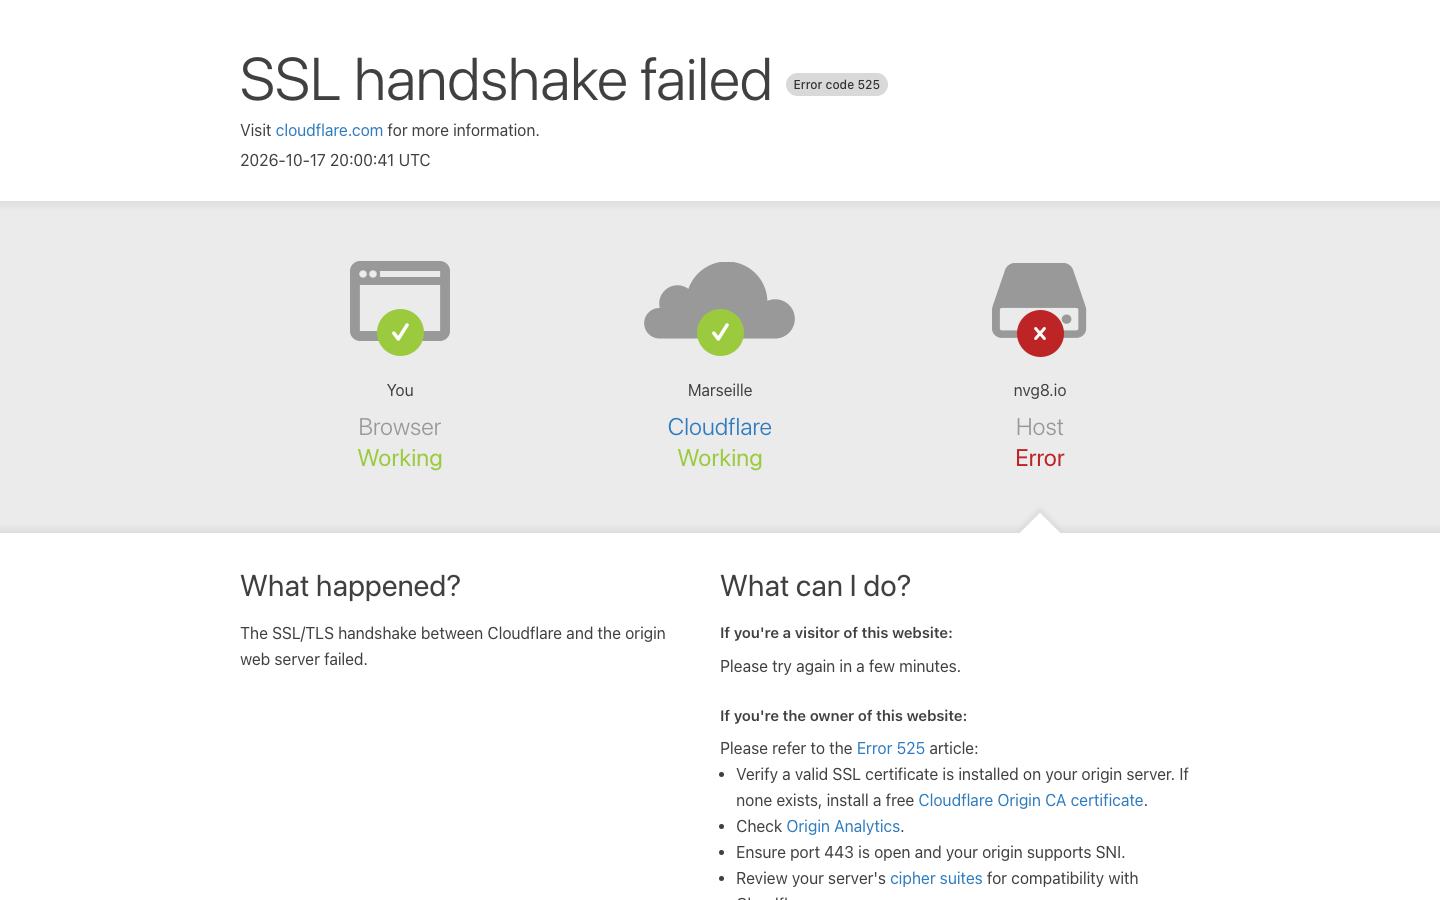 SSL handshake failed Error code 525
Visit cloudflare.com for more information.
2026-10-17 20:00:41 UTC
You
Browser
Working
Marseille
Cloudflare
Working
nvg8.io
Host
Error
What happened?
The SSL/TLS handshake between Cloudflare and the origin
web server failed.
What can I do?
If you're a visitor of this website:
Please try again in a few minutes.
If you're the owner of this website:
Please refer to the Error 525 article:
• Verify a valid SSL certificate is installed on your origin server. If
none exists, install a free Cloudflare Origin CA certificate.
• Check Origin Analytics.
• Ensure port 443 is open and your origin supports SNI.
• Review your server's cipher suites for compatibility with